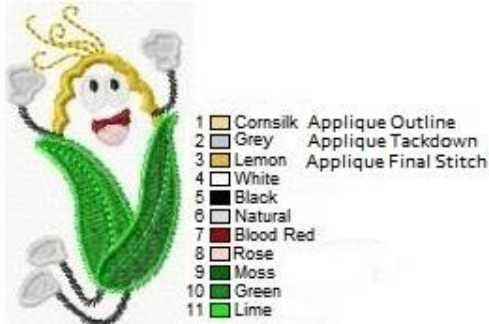 1 Cornsilk Applique Outline
2 Grey Applique Tackdown
3 Lemon Applique Final Stitch
4 White
5 Black
6 Natural
7 Blood Red
8 Rose
9 Moss
10 Green
11 Lime